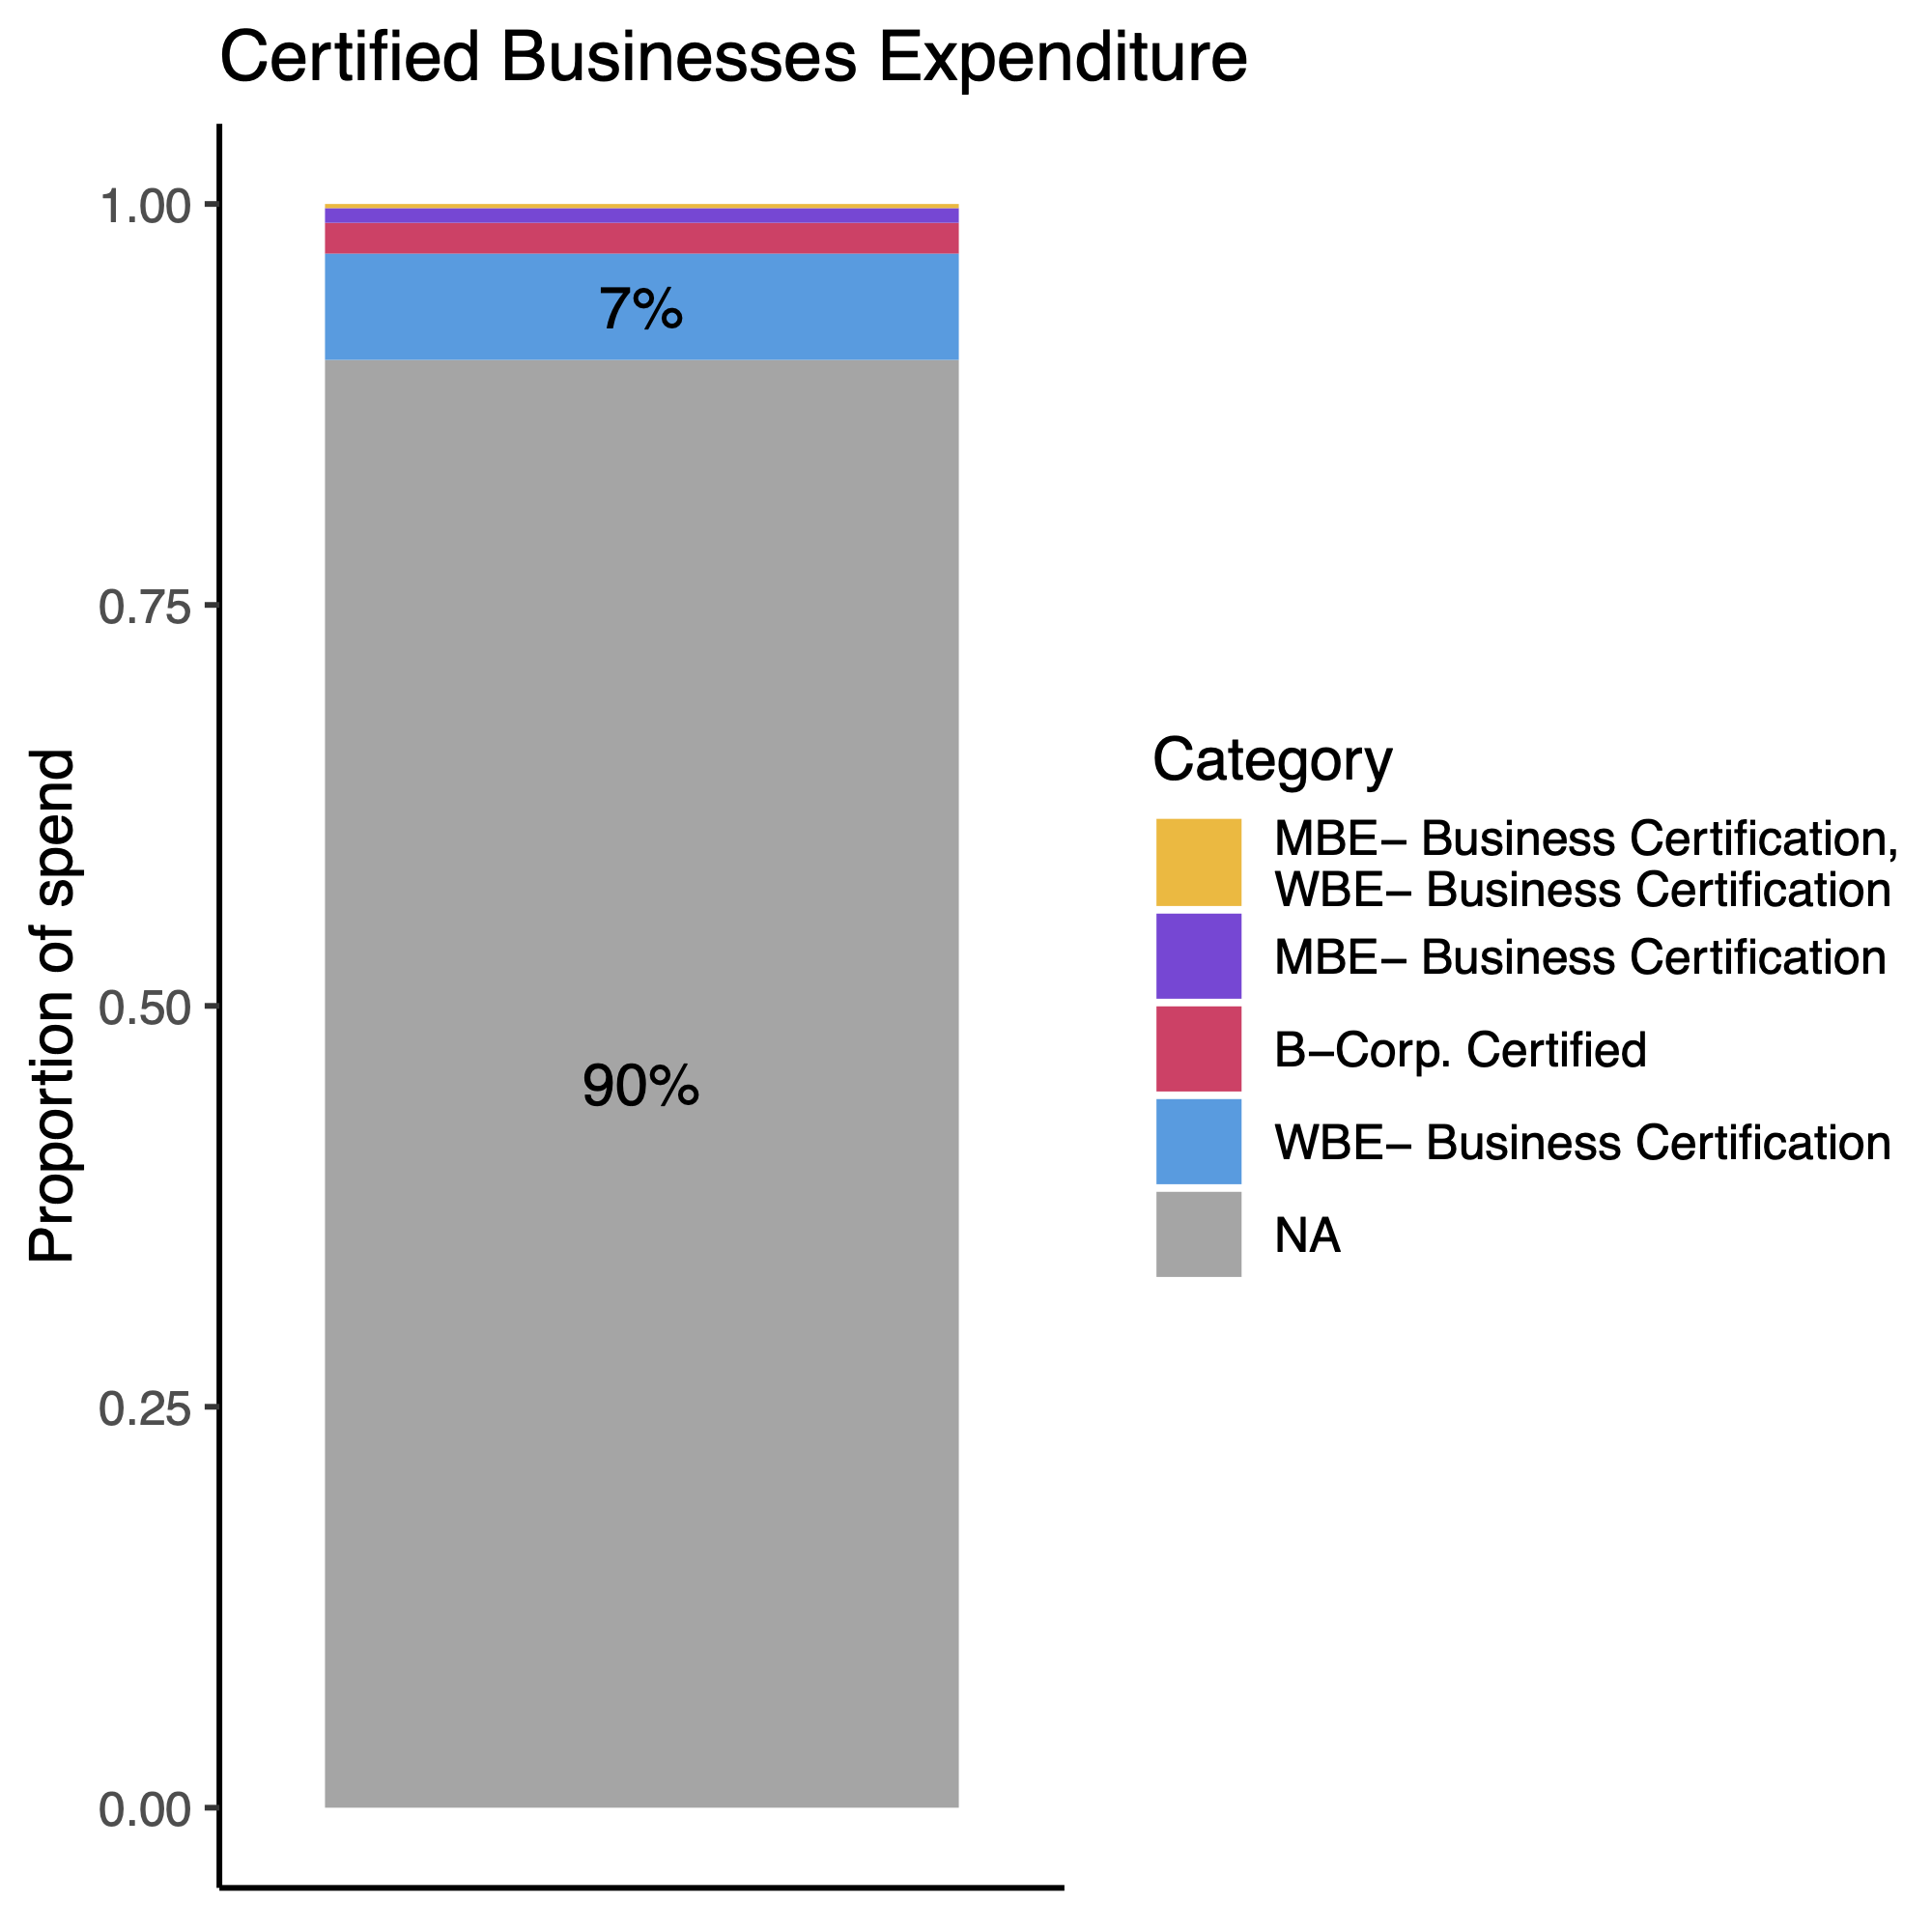 Certified Businesses Expenditure
1.00
0.75
0.50
0.25
0.00
Proportion of spend
7%
90%
Category
MBE− Business Certification,
WBE− Business Certification
MBE− Business Certification
B−Corp. Certified
WBE− Business Certification
NA